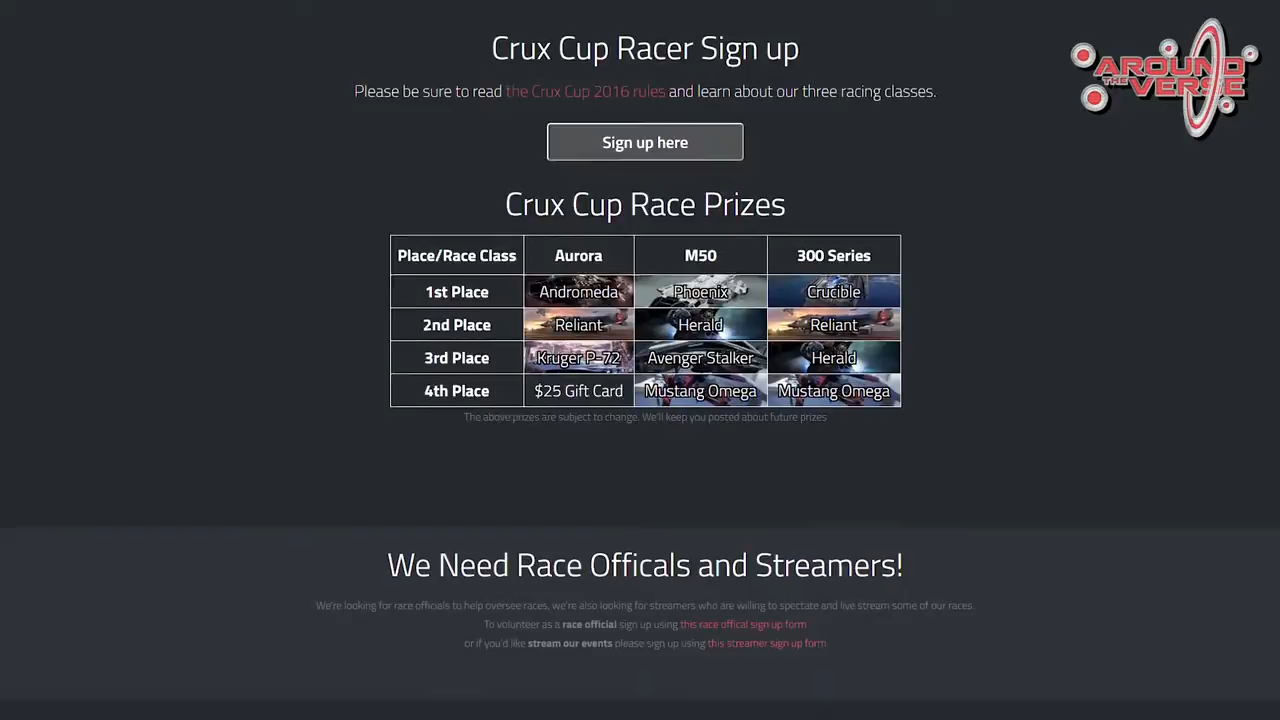 Crux Cup Racer Sign up
Please be sure to read the Crux Cup 2016 rules and learn about our three racing classes.
AROUND
THE VERSE
Sign up here
Crux Cup Race Prizes
Place/Race Class Aurora M50 300 Series
1st Place Andromeda Phoenix Crucible
2nd Place Reliant Herald Reliant
3rd Place Kruger P-72 Avenger Stalker Herald
4th Place $25 Gift Card Mustang Omega Mustang Omega
The above prizes are subject to change. We'll keep you posted about future prizes
We Need Race Officals and Streamers!
We're looking for race officials to help oversee races, we're also looking for streamers who are willing to spectate and live stream some of our races.
To volunteer as a race official sign up using this race offical sign up form
or if you'd like stream our events please sign up using this streamer sign up form